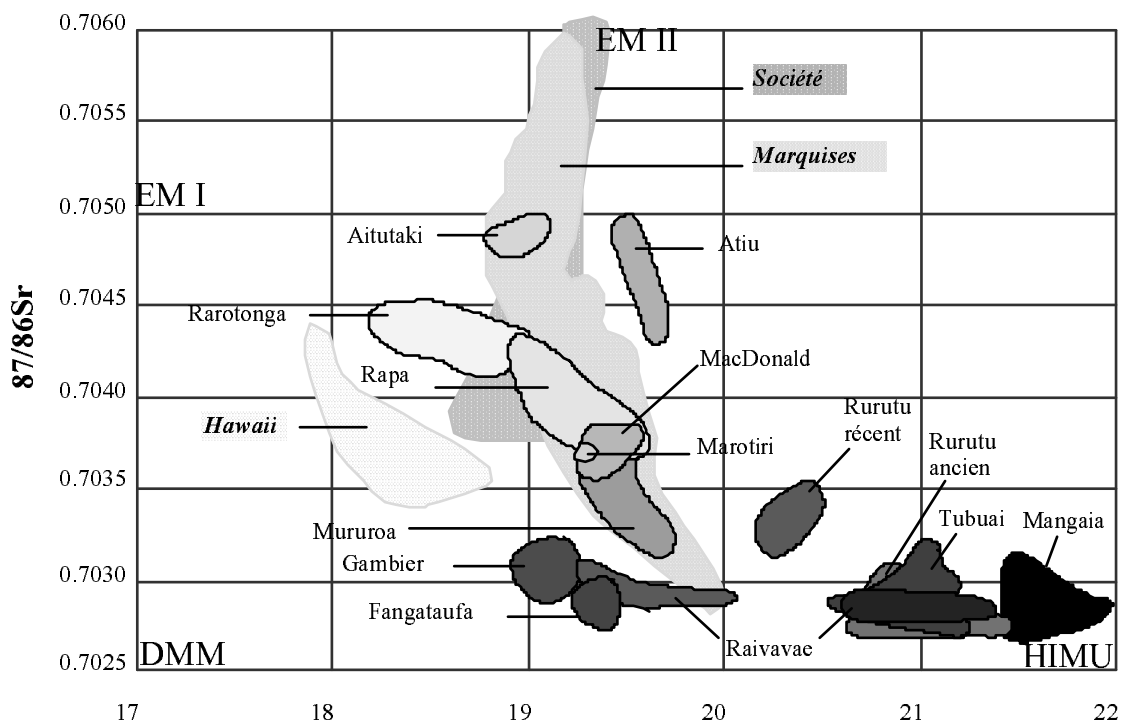 0.7060
EM II
Société
0.7055
Marquises
0.7050
EM I
Aitutaki
Atiu
0.7045
Rarotonga
MacDonald
Rapa
0.7040
87/86Sr
Hawaii
Rurutu
récent
Rurutu
ancien
Marotiri
0.7035
Mururoa
Tubuai
Mangaia
Gambier
0.7030
Fangataufa
Raivavae
0.7025
DMM
HIMU
17
18
19
20
21
22